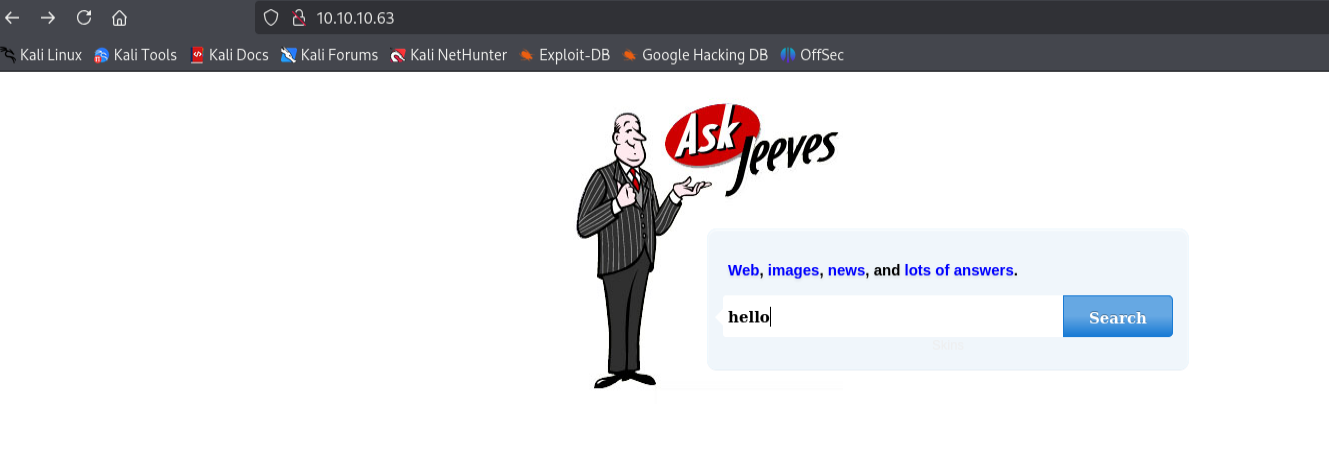 10.10.10.63
Kali Linux Kali Tools Kali Docs Kali Forums Kali NetHunter Exploit-DB Google Hacking DB OffSec
Ask
Jeeves
Web, images, news, and lots of answers.
hello
Search